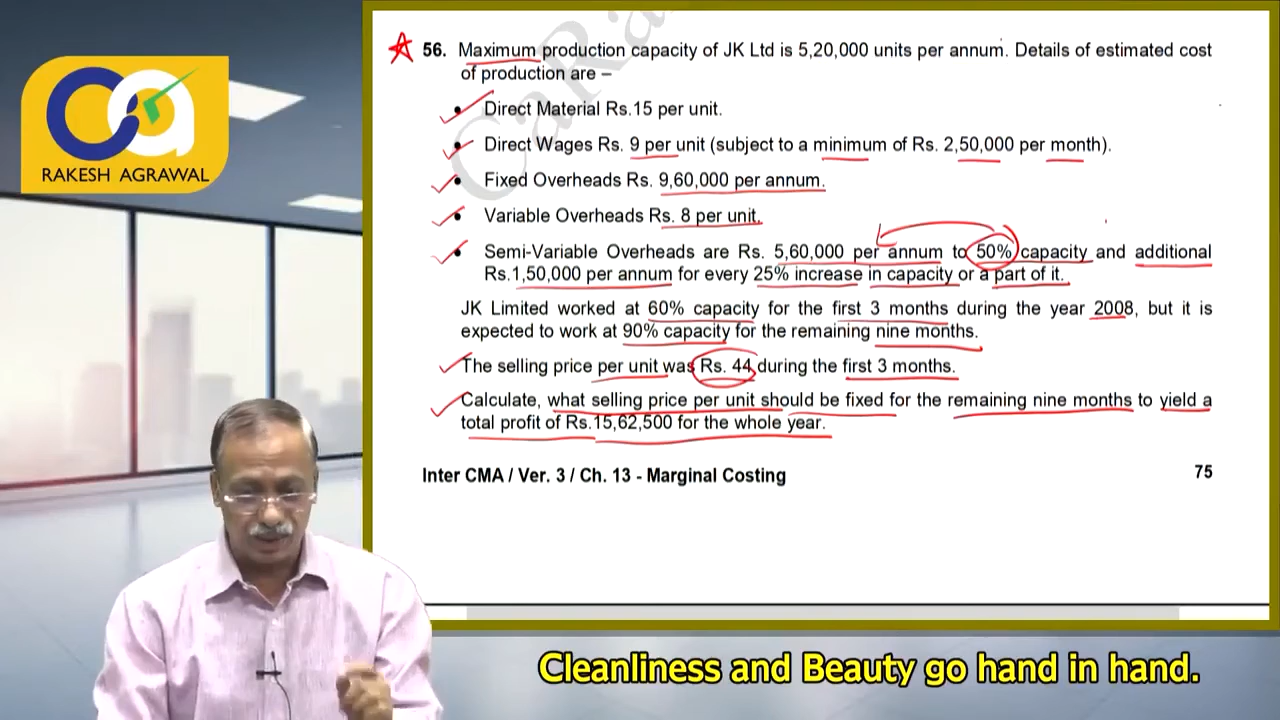 CaRa
56. Maximum production capacity of JK Ltd is 5,20,000 units per annum. Details of estimated cost
of production are –
• Direct Material Rs.15 per unit.
• Direct Wages Rs. 9 per unit (subject to a minimum of Rs. 2,50,000 per month).
• Fixed Overheads Rs. 9,60,000 per annum.
• Variable Overheads Rs. 8 per unit.
• Semi-Variable Overheads are Rs. 5,60,000 per annum to 50% capacity and additional
Rs.1,50,000 per annum for every 25% increase in capacity or a part of it.
JK Limited worked at 60% capacity for the first 3 months during the year 2008, but it is
expected to work at 90% capacity for the remaining nine months.
The selling price per unit was Rs. 44 during the first 3 months.
Calculate, what selling price per unit should be fixed for the remaining nine months to yield a
total profit of Rs.15,62,500 for the whole year.
Inter CMA / Ver. 3 / Ch. 13 - Marginal Costing 75
ca
RAKESH AGRAWAL
Cleanliness and Beauty go hand in hand.